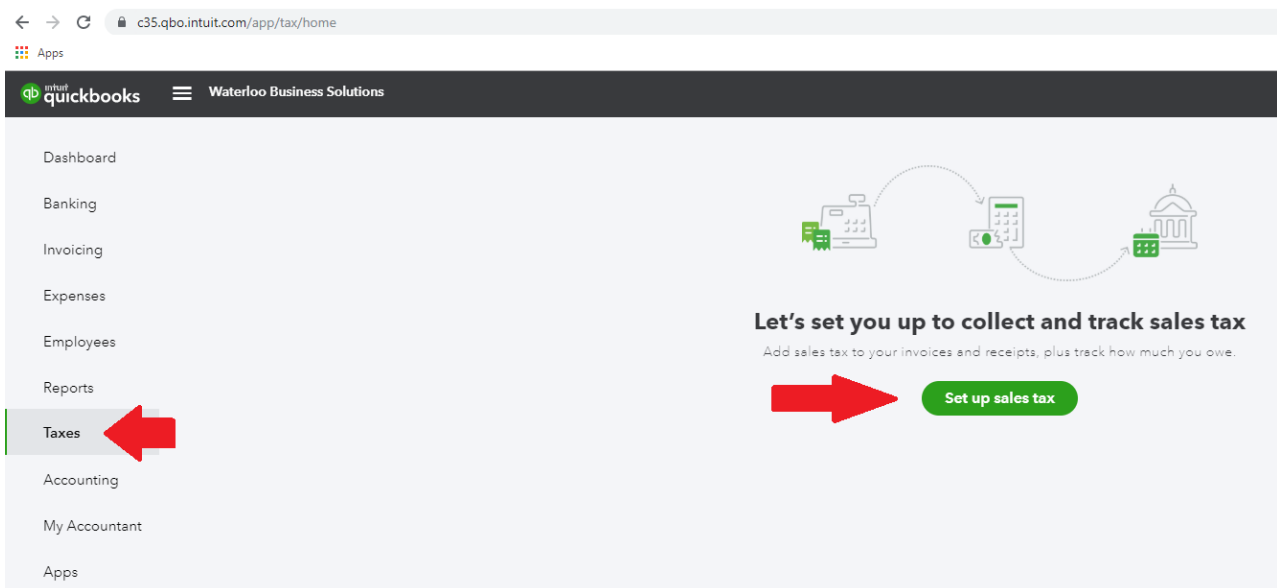 c35.qbo.intuit.com/app/tax/home
Apps
qb intuit quickbooks Waterloo Business Solutions
Dashboard
Banking
Invoicing
Expenses
Employees
Reports
Taxes
Accounting
My Accountant
Apps
Let's set you up to collect and track sales tax
Add sales tax to your invoices and receipts, plus track how much you owe.
Set up sales tax